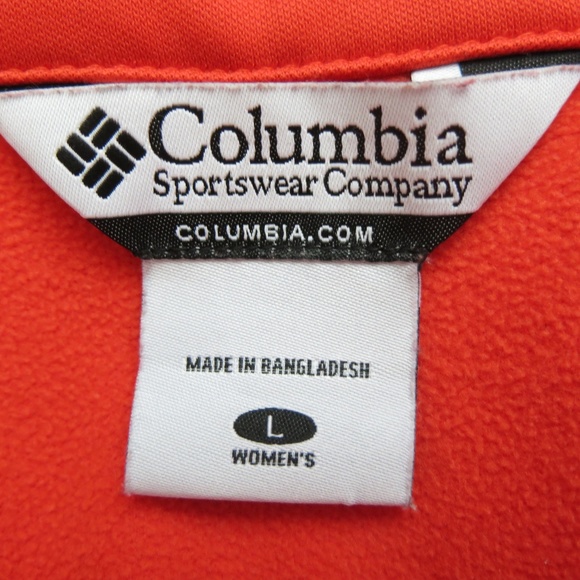 Columbia
Sportswear Company
COLUMBIA.COM
MADE IN BANGLADESH
L
WOMEN'S